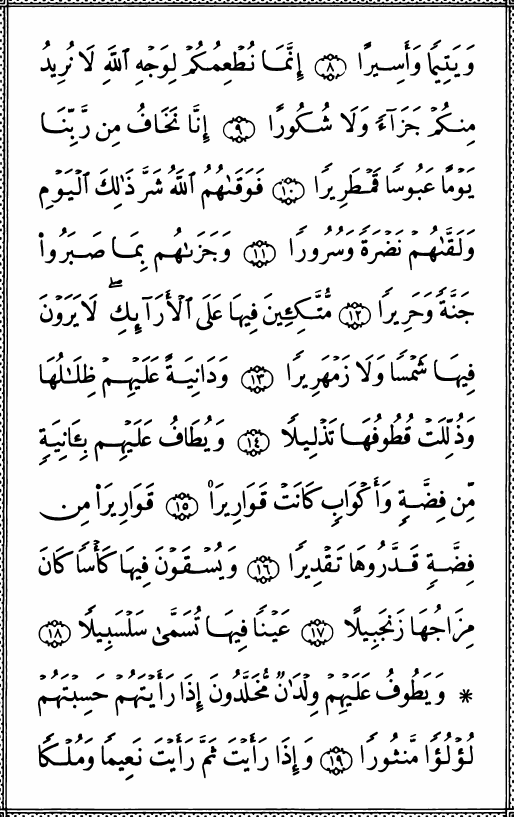 وَيَتِيمًا وَأَسِيرًا ۝٨ إِنَّمَا نُطْعِمُكُمْ لِوَجْهِ ٱللَّهِ لَا نُرِيدُ
مِنكُمْ جَزَآءً وَلَا شُكُورًا ۝٩ إِنَّا نَخَافُ مِن رَّبِّنَا
يَوْمًا عَبُوسًا قَمْطَرِيرًا ۝١٠ فَوَقَىٰهُمُ ٱللَّهُ شَرَّ ذَٰلِكَ ٱلْيَوْمِ
وَلَقَّىٰهُمْ نَضْرَةً وَسُرُورًا ۝١١ وَجَزَىٰهُم بِمَا صَبَرُوا۟
جَنَّةً وَحَرِيرًا ۝١٢ مُّتَّكِـِٔينَ فِيهَا عَلَى ٱلْأَرَآئِكِ ۖ لَا يَرَوْنَ
فِيهَا شَمْسًا وَلَا زَمْهَرِيرًا ۝١٣ وَدَانِيَةً عَلَيْهِمْ ظِلَـٰلُهَا
وَذُلِّلَتْ قُطُوفُهَا تَذْلِيلًا ۝١٤ وَيُطَافُ عَلَيْهِم بِـَٔانِيَةٍ
مِّن فِضَّةٍ وَأَكْوَابٍ كَانَتْ قَوَارِيرَا۠ ۝١٥ قَوَارِيرَا۟ مِن
فِضَّةٍ قَدَّرُوهَا تَقْدِيرًا ۝١٦ وَيُسْقَوْنَ فِيهَا كَأْسًا كَانَ
مِزَاجُهَا زَنجَبِيلًا ۝١٧ عَيْنًا فِيهَا تُسَمَّىٰ سَلْسَبِيلًا ۝١٨
* وَيَطُوفُ عَلَيْهِمْ وِلْدَٰنٌ مُّخَلَّدُونَ إِذَا رَأَيْتَهُمْ حَسِبْتَهُمْ
لُؤْلُؤًا مَّنثُورًا ۝١٩ وَإِذَا رَأَيْتَ ثَمَّ رَأَيْتَ نَعِيمًا وَمُلْكًا